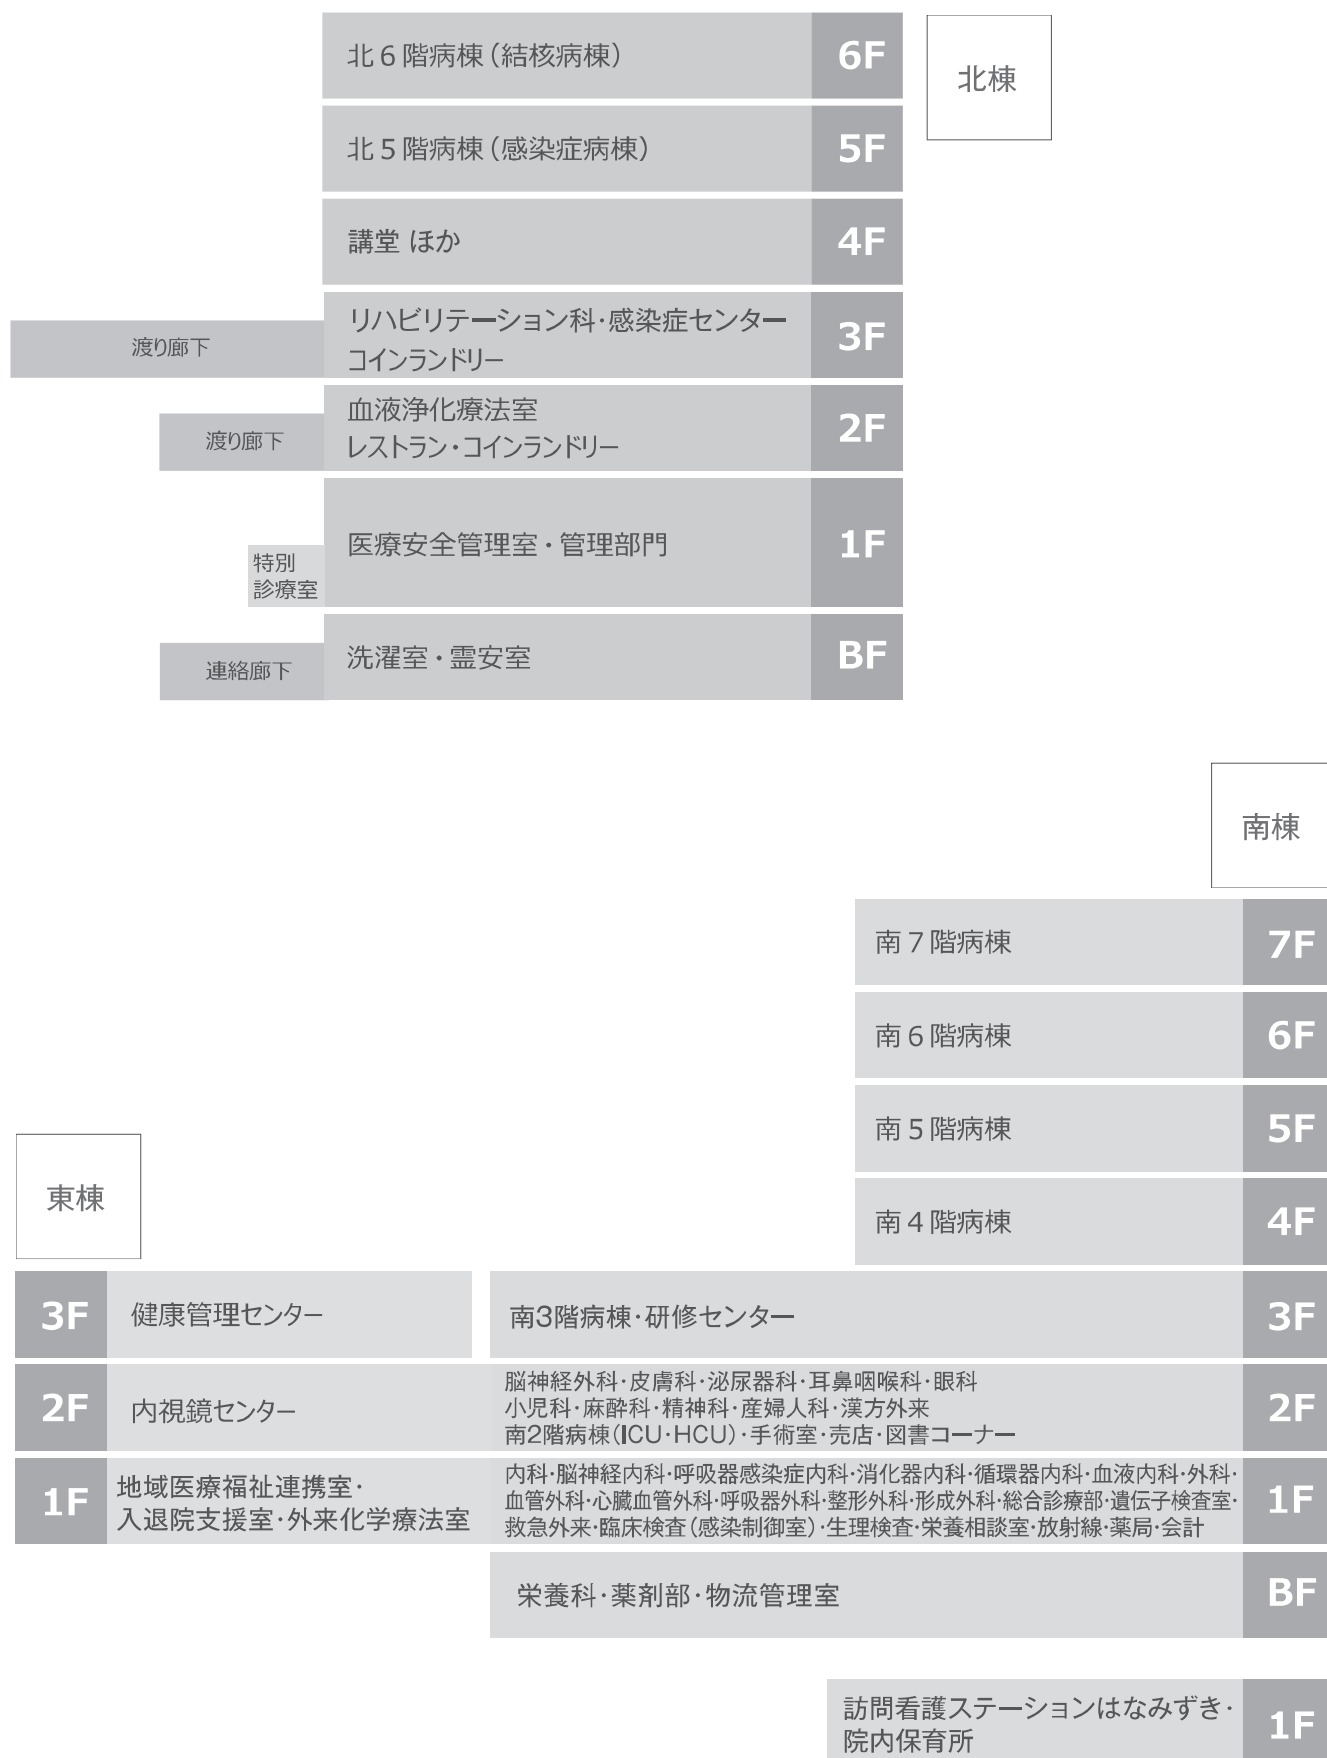 北6階病棟（結核病棟）
6F
北棟
北5階病棟（感染症病棟）
5F
講堂 ほか
4F
リハビリテーション科・感染症センター
コインランドリー
3F
渡り廊下
血液浄化療法室
レストラン・コインランドリー
2F
渡り廊下
医療安全管理室・管理部門
1F
特別
診療室
洗濯室・霊安室
BF
連絡廊下
南棟
南7階病棟
7F
南6階病棟
6F
南5階病棟
5F
南4階病棟
4F
東棟
3F
健康管理センター
南3階病棟・研修センター
3F
2F
内視鏡センター
脳神経外科・皮膚科・泌尿器科・耳鼻咽喉科・眼科
小児科・麻酔科・精神科・産婦人科・漢方外来
南2階病棟（ICU・HCU）・手術室・売店・図書コーナー
2F
1F
地域医療福祉連携室・
入退院支援室・外来化学療法室
内科・脳神経内科・呼吸器感染症内科・消化器内科・循環器内科・血液内科・外科・
血管外科・心臓血管外科・呼吸器外科・整形外科・形成外科・総合診療部・遺伝子検査室・
救急外来・臨床検査（感染制御室）・生理検査・栄養相談室・放射線・薬局・会計
1F
栄養科・薬剤部・物流管理室
BF
訪問看護ステーションはなみずき・
院内保育所
1F